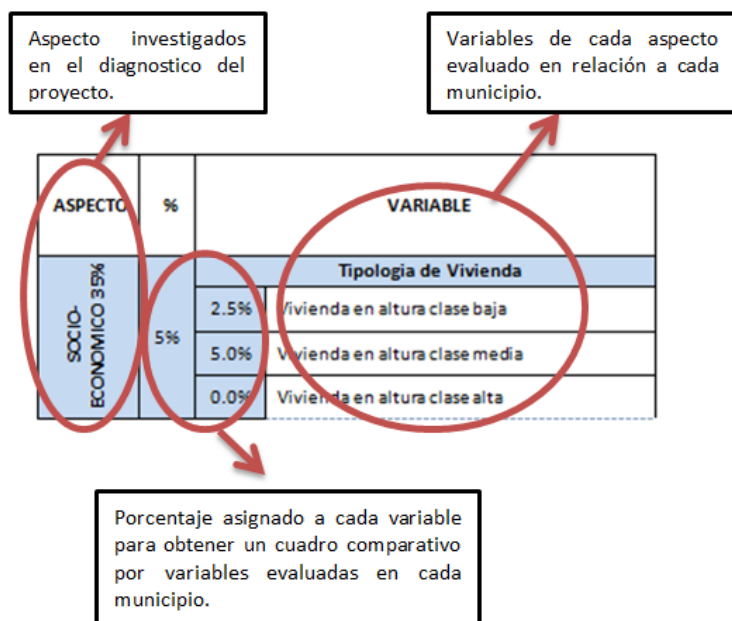 Aspecto investigados
en el diagnostico del
proyecto.
Variables de cada aspecto
evaluado en relación a cada
municipio.
ASPECTO % VARIABLE
SOCIO-
ECONOMICO 35%
5%
Tipologia de Vivienda
2.5% Vivienda en altura clase baja
5.0% Vivienda en altura clase media
0.0% Vivienda en altura clase alta
Porcentaje asignado a cada variable
para obtener un cuadro comparativo
por variables evaluadas en cada
municipio.